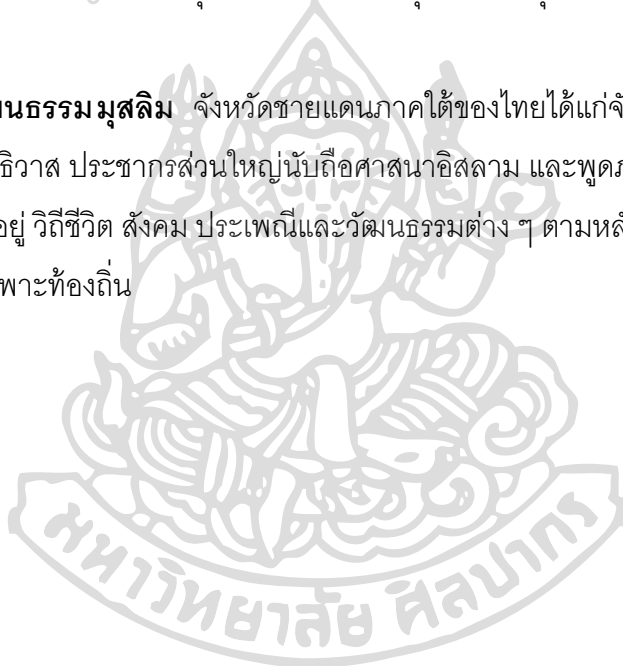 นธรรมมุสลิม จังหวัดชายแดนภาคใต้ของไทยได้แก่จั
ธิวาส ประชากรส่วนใหญ่นับถือศาสนาอิสลาม และพูดภ
อยู่ วิถีชีวิต สังคม ประเพณีและวัฒนธรรมต่าง ๆ ตามหลั
พาะท้องถิ่น
มหาวิทยาลัย ศิลปากร